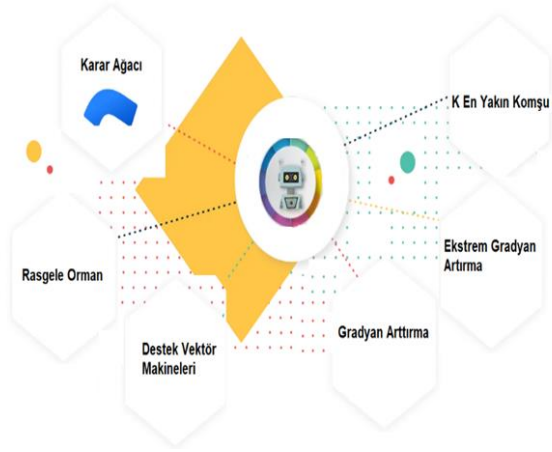 Karar Ağacı
K En Yakın Komşu
Rasgele Orman
Ekstrem Gradyan
Artırma
Destek Vektör
Makineleri
Gradyan Arttırma